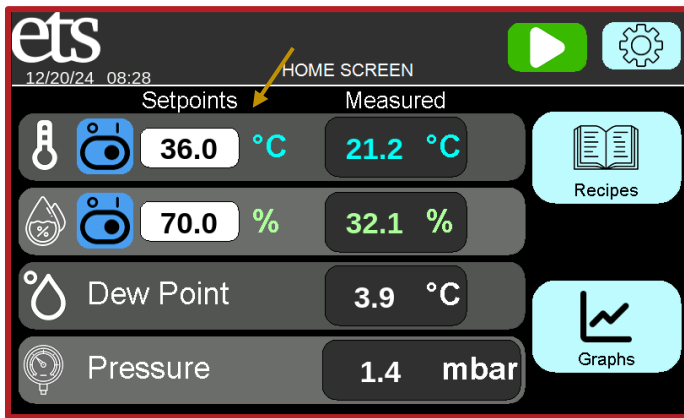 ets
12/20/24 08:28
HOME SCREEN
Setpoints Measured
36.0 °C 21.2 °C
Recipes
70.0 % 32.1 %
Dew Point 3.9 °C
Graphs
Pressure 1.4 mbar